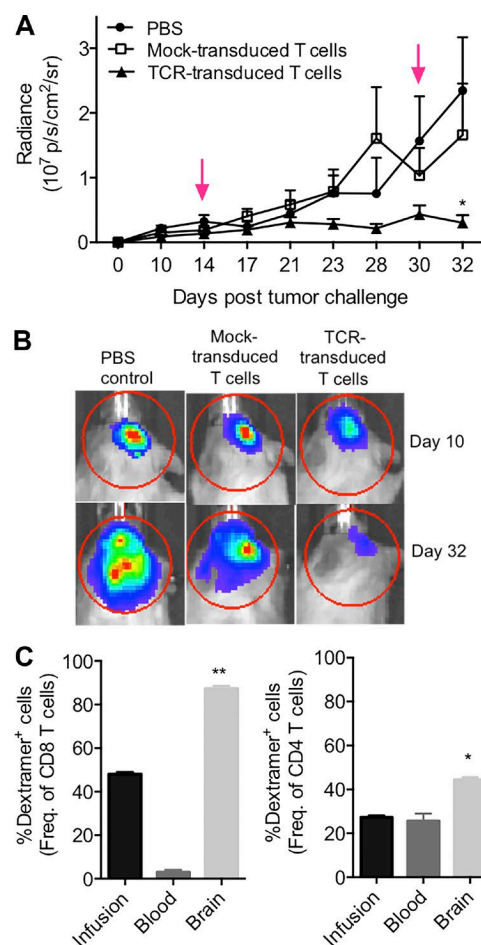 A
PBS
Mock-transduced T cells
TCR-transduced T cells
Radiance
(10⁷ p/s/cm²/sr)
3
2
1
0
*
0 10 14 17 21 23 28 30 32
Days post tumor challenge
B
PBS
control
Mock-
transduced
T cells
TCR-
transduced
T cells
Day 10
Day 32
C
%Dextramer⁺ cells
(Freq. of CD8 T cells)
100
80
60
40
20
0
**
Infusion
Blood
Brain
%Dextramer⁺ cells
(Freq. of CD4 T cells)
100
80
60
40
20
0
*
Infusion
Blood
Brain